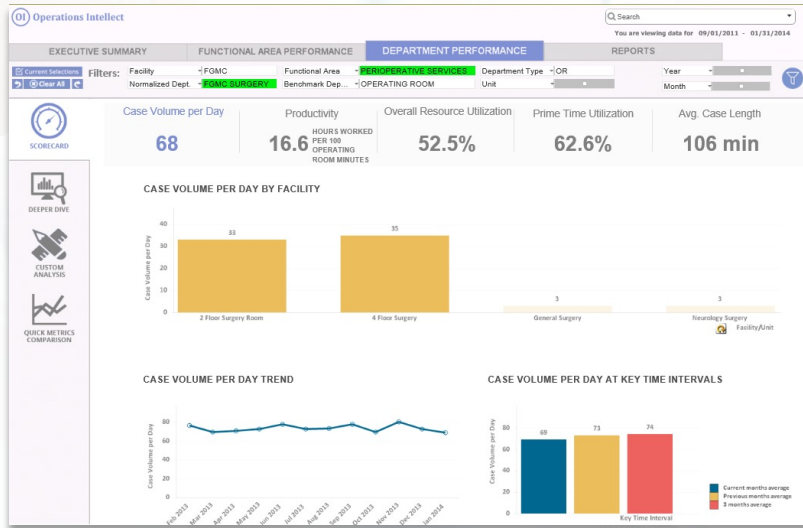 OI Operations Intellect
Search
You are viewing data for 09/01/2011 - 01/31/2014
EXECUTIVE SUMMARY FUNCTIONAL AREA PERFORMANCE DEPARTMENT PERFORMANCE REPORTS
Current Selections Filters: Facility FGMC Functional Area PERIOPERATIVE SERVICES Department Type OR Year
Clear All Normalized Dept. FGMC SURGERY Benchmark Dep... OPERATING ROOM Unit Month
SCORECARD
DEEPER DIVE
CUSTOM
ANALYSIS
QUICK METRICS
COMPARISON
Case Volume per Day
68
Productivity
16.6 HOURS WORKED
PER 100
OPERATING
ROOM MINUTES
Overall Resource Utilization
52.5%
Prime Time Utilization
62.6%
Avg. Case Length
106 min
CASE VOLUME PER DAY BY FACILITY
Case Volume per Day
40
30
20
10
0
33 35 3 3
2 Floor Surgery Room 4 Floor Surgery General Surgery Neurology Surgery
Facility/Unit
CASE VOLUME PER DAY TREND
Case Volume per Day
80
60
40
20
0
Feb 2013 Mar 2013 Apr 2013 May 2013 Jun 2013 Jul 2013 Aug 2013 Sep 2013 Oct 2013 Nov 2013 Dec 2013 Jan 2014
CASE VOLUME PER DAY AT KEY TIME INTERVALS
Case Volume per Day
80
60
40
20
0
69 73 74
Key Time Interval
Current months average
Previous months average
3 months average